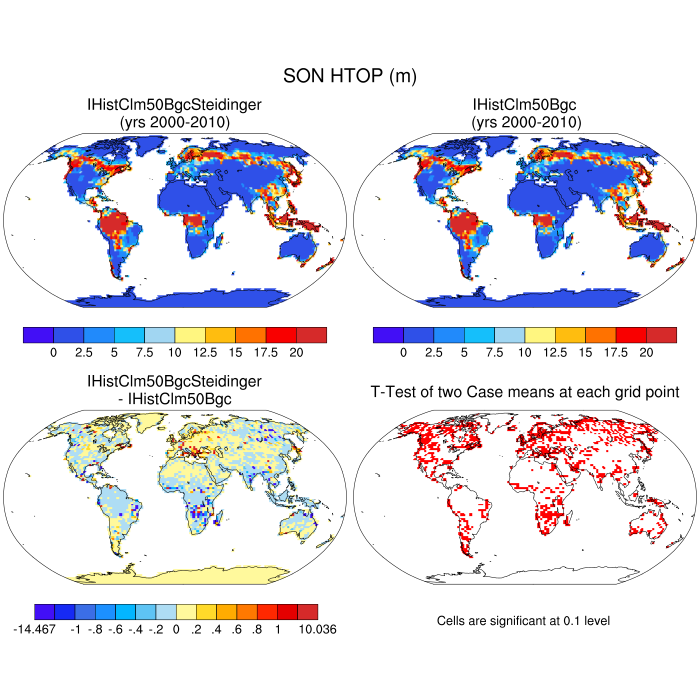 SON HTOP (m)
IHistClm50BgcSteidinger
(yrs 2000-2010)
IHistClm50Bgc
(yrs 2000-2010)
0 2.5 5 7.5 10 12.5 15 17.5 20
0 2.5 5 7.5 10 12.5 15 17.5 20
IHistClm50BgcSteidinger
- IHistClm50Bgc
T-Test of two Case means at each grid point
-14.467 -1 -.8 -.6 -.4 -.2 0 .2 .4 .6 .8 1 10.036
Cells are significant at 0.1 level